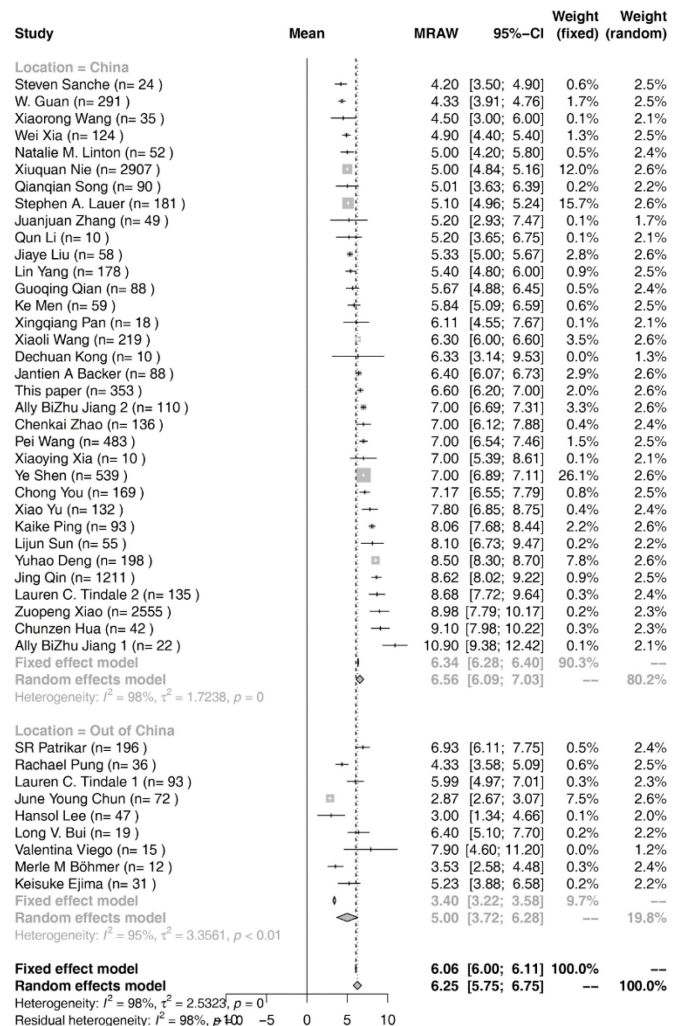 Weight Weight
Study Mean MRAW 95%−CI (fixed) (random)
Location = China
Steven Sanche (n= 24 ) 4.20 [3.50; 4.90] 0.6% 2.5%
W. Guan (n= 291 ) 4.33 [3.91; 4.76] 1.7% 2.5%
Xiaorong Wang (n= 35 ) 4.50 [3.00; 6.00] 0.1% 2.1%
Wei Xia (n= 124 ) 4.90 [4.40; 5.40] 1.3% 2.5%
Natalie M. Linton (n= 52 ) 5.00 [4.20; 5.80] 0.5% 2.4%
Xiuquan Nie (n= 2907 ) 5.00 [4.84; 5.16] 12.0% 2.6%
Qianqian Song (n= 90 ) 5.01 [3.63; 6.39] 0.2% 2.2%
Stephen A. Lauer (n= 181 ) 5.10 [4.96; 5.24] 15.7% 2.6%
Juanjuan Zhang (n= 49 ) 5.20 [2.93; 7.47] 0.1% 1.7%
Qun Li (n= 10 ) 5.20 [3.65; 6.75] 0.1% 2.1%
Jiaye Liu (n= 58 ) 5.33 [5.00; 5.67] 2.8% 2.6%
Lin Yang (n= 178 ) 5.40 [4.80; 6.00] 0.9% 2.5%
Guoqing Qian (n= 88 ) 5.67 [4.88; 6.45] 0.5% 2.4%
Ke Men (n= 59 ) 5.84 [5.09; 6.59] 0.6% 2.5%
Xingqiang Pan (n= 18 ) 6.11 [4.55; 7.67] 0.1% 2.1%
Xiaoli Wang (n= 219 ) 6.30 [6.00; 6.60] 3.5% 2.6%
Dechuan Kong (n= 10 ) 6.33 [3.14; 9.53] 0.0% 1.3%
Jantien A Backer (n= 88 ) 6.40 [6.07; 6.73] 2.9% 2.6%
This paper (n= 353 ) 6.60 [6.20; 7.00] 2.0% 2.6%
Ally BiZhu Jiang 2 (n= 110 ) 7.00 [6.69; 7.31] 3.3% 2.6%
Chenkai Zhao (n= 136 ) 7.00 [6.12; 7.88] 0.4% 2.4%
Pei Wang (n= 483 ) 7.00 [6.54; 7.46] 1.5% 2.5%
Xiaoying Xia (n= 10 ) 7.00 [5.39; 8.61] 0.1% 2.1%
Ye Shen (n= 539 ) 7.00 [6.89; 7.11] 26.1% 2.6%
Chong You (n= 169 ) 7.17 [6.55; 7.79] 0.8% 2.5%
Xiao Yu (n= 132 ) 7.80 [6.85; 8.75] 0.4% 2.4%
Kaike Ping (n= 93 ) 8.06 [7.68; 8.44] 2.2% 2.6%
Lijun Sun (n= 55 ) 8.10 [6.73; 9.47] 0.2% 2.2%
Yuhao Deng (n= 198 ) 8.50 [8.30; 8.70] 7.8% 2.6%
Jing Qin (n= 1211 ) 8.62 [8.02; 9.22] 0.9% 2.5%
Lauren C. Tindale 2 (n= 135 ) 8.68 [7.72; 9.64] 0.3% 2.4%
Zuopeng Xiao (n= 2555 ) 8.98 [7.79; 10.17] 0.2% 2.3%
Chunzen Hua (n= 42 ) 9.10 [7.98; 10.22] 0.3% 2.3%
Ally BiZhu Jiang 1 (n= 22 ) 10.90 [9.38; 12.42] 0.1% 2.1%
Fixed effect model 6.34 [6.28; 6.40] 90.3% −−
Random effects model 6.56 [6.09; 7.03] −− 80.2%
Heterogeneity: I² = 98%, τ² = 1.7238, p = 0
Location = Out of China
SR Patrikar (n= 196 ) 6.93 [6.11; 7.75] 0.5% 2.4%
Rachael Pung (n= 36 ) 4.33 [3.58; 5.09] 0.6% 2.5%
Lauren C. Tindale 1 (n= 93 ) 5.99 [4.97; 7.01] 0.3% 2.3%
June Young Chun (n= 72 ) 2.87 [2.67; 3.07] 7.5% 2.6%
Hansol Lee (n= 47 ) 3.00 [1.34; 4.66] 0.1% 2.0%
Long V. Bui (n= 19 ) 6.40 [5.10; 7.70] 0.2% 2.2%
Valentina Viego (n= 15 ) 7.90 [4.60; 11.20] 0.0% 1.2%
Merle M Böhmer (n= 12 ) 3.53 [2.58; 4.48] 0.3% 2.4%
Keisuke Ejima (n= 31 ) 5.23 [3.88; 6.58] 0.2% 2.2%
Fixed effect model 3.40 [3.22; 3.58] 9.7% −−
Random effects model 5.00 [3.72; 6.28] −− 19.8%
Heterogeneity: I² = 95%, τ² = 3.3561, p < 0.01
Fixed effect model 6.06 [6.00; 6.11] 100.0% −−
Random effects model 6.25 [5.75; 6.75] −− 100.0%
Heterogeneity: I² = 98%, τ² = 2.5323, p = 0
Residual heterogeneity: I² = 98%, p = 0 −10 −5 0 5 10